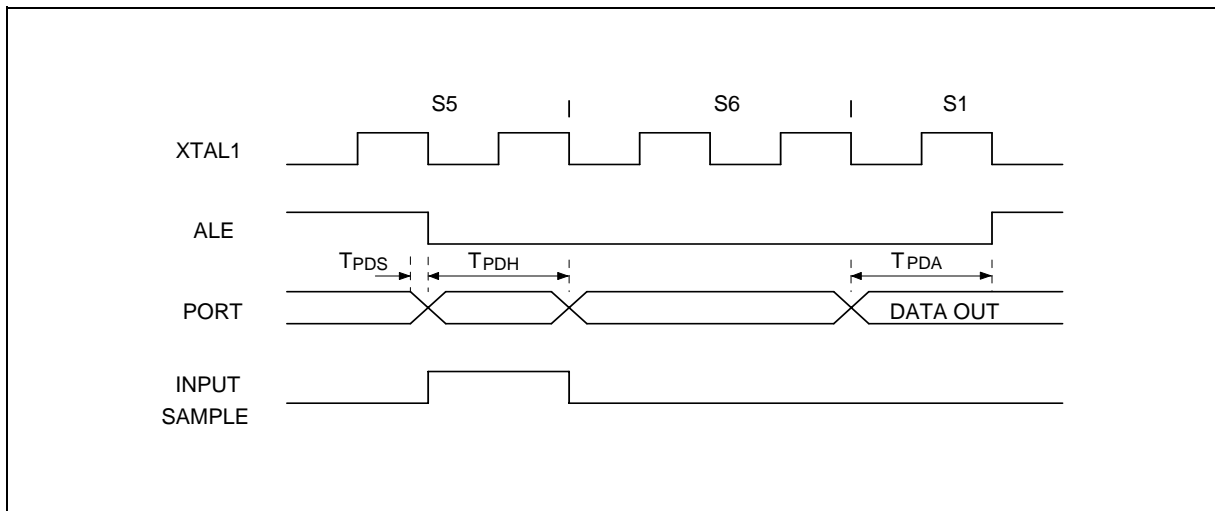 S5 | S6 | S1
XTAL1
ALE
TPDS TPDH TPDA
PORT DATA OUT
INPUT
SAMPLE